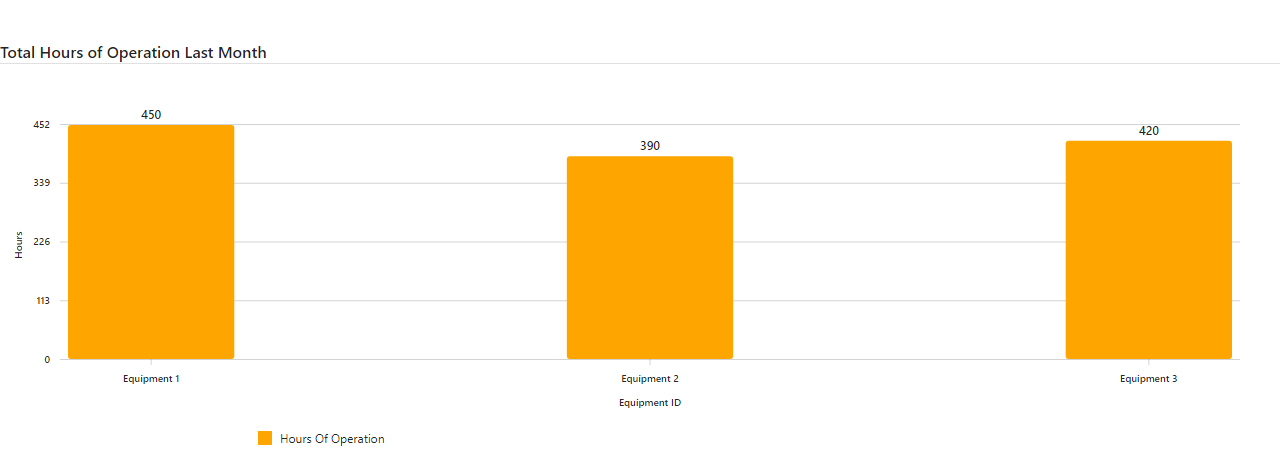 Total Hours of Operation Last Month
450
452
420
390
339
Hours
226
113
0
Equipment 1
Equipment 2
Equipment 3
Equipment ID
Hours Of Operation